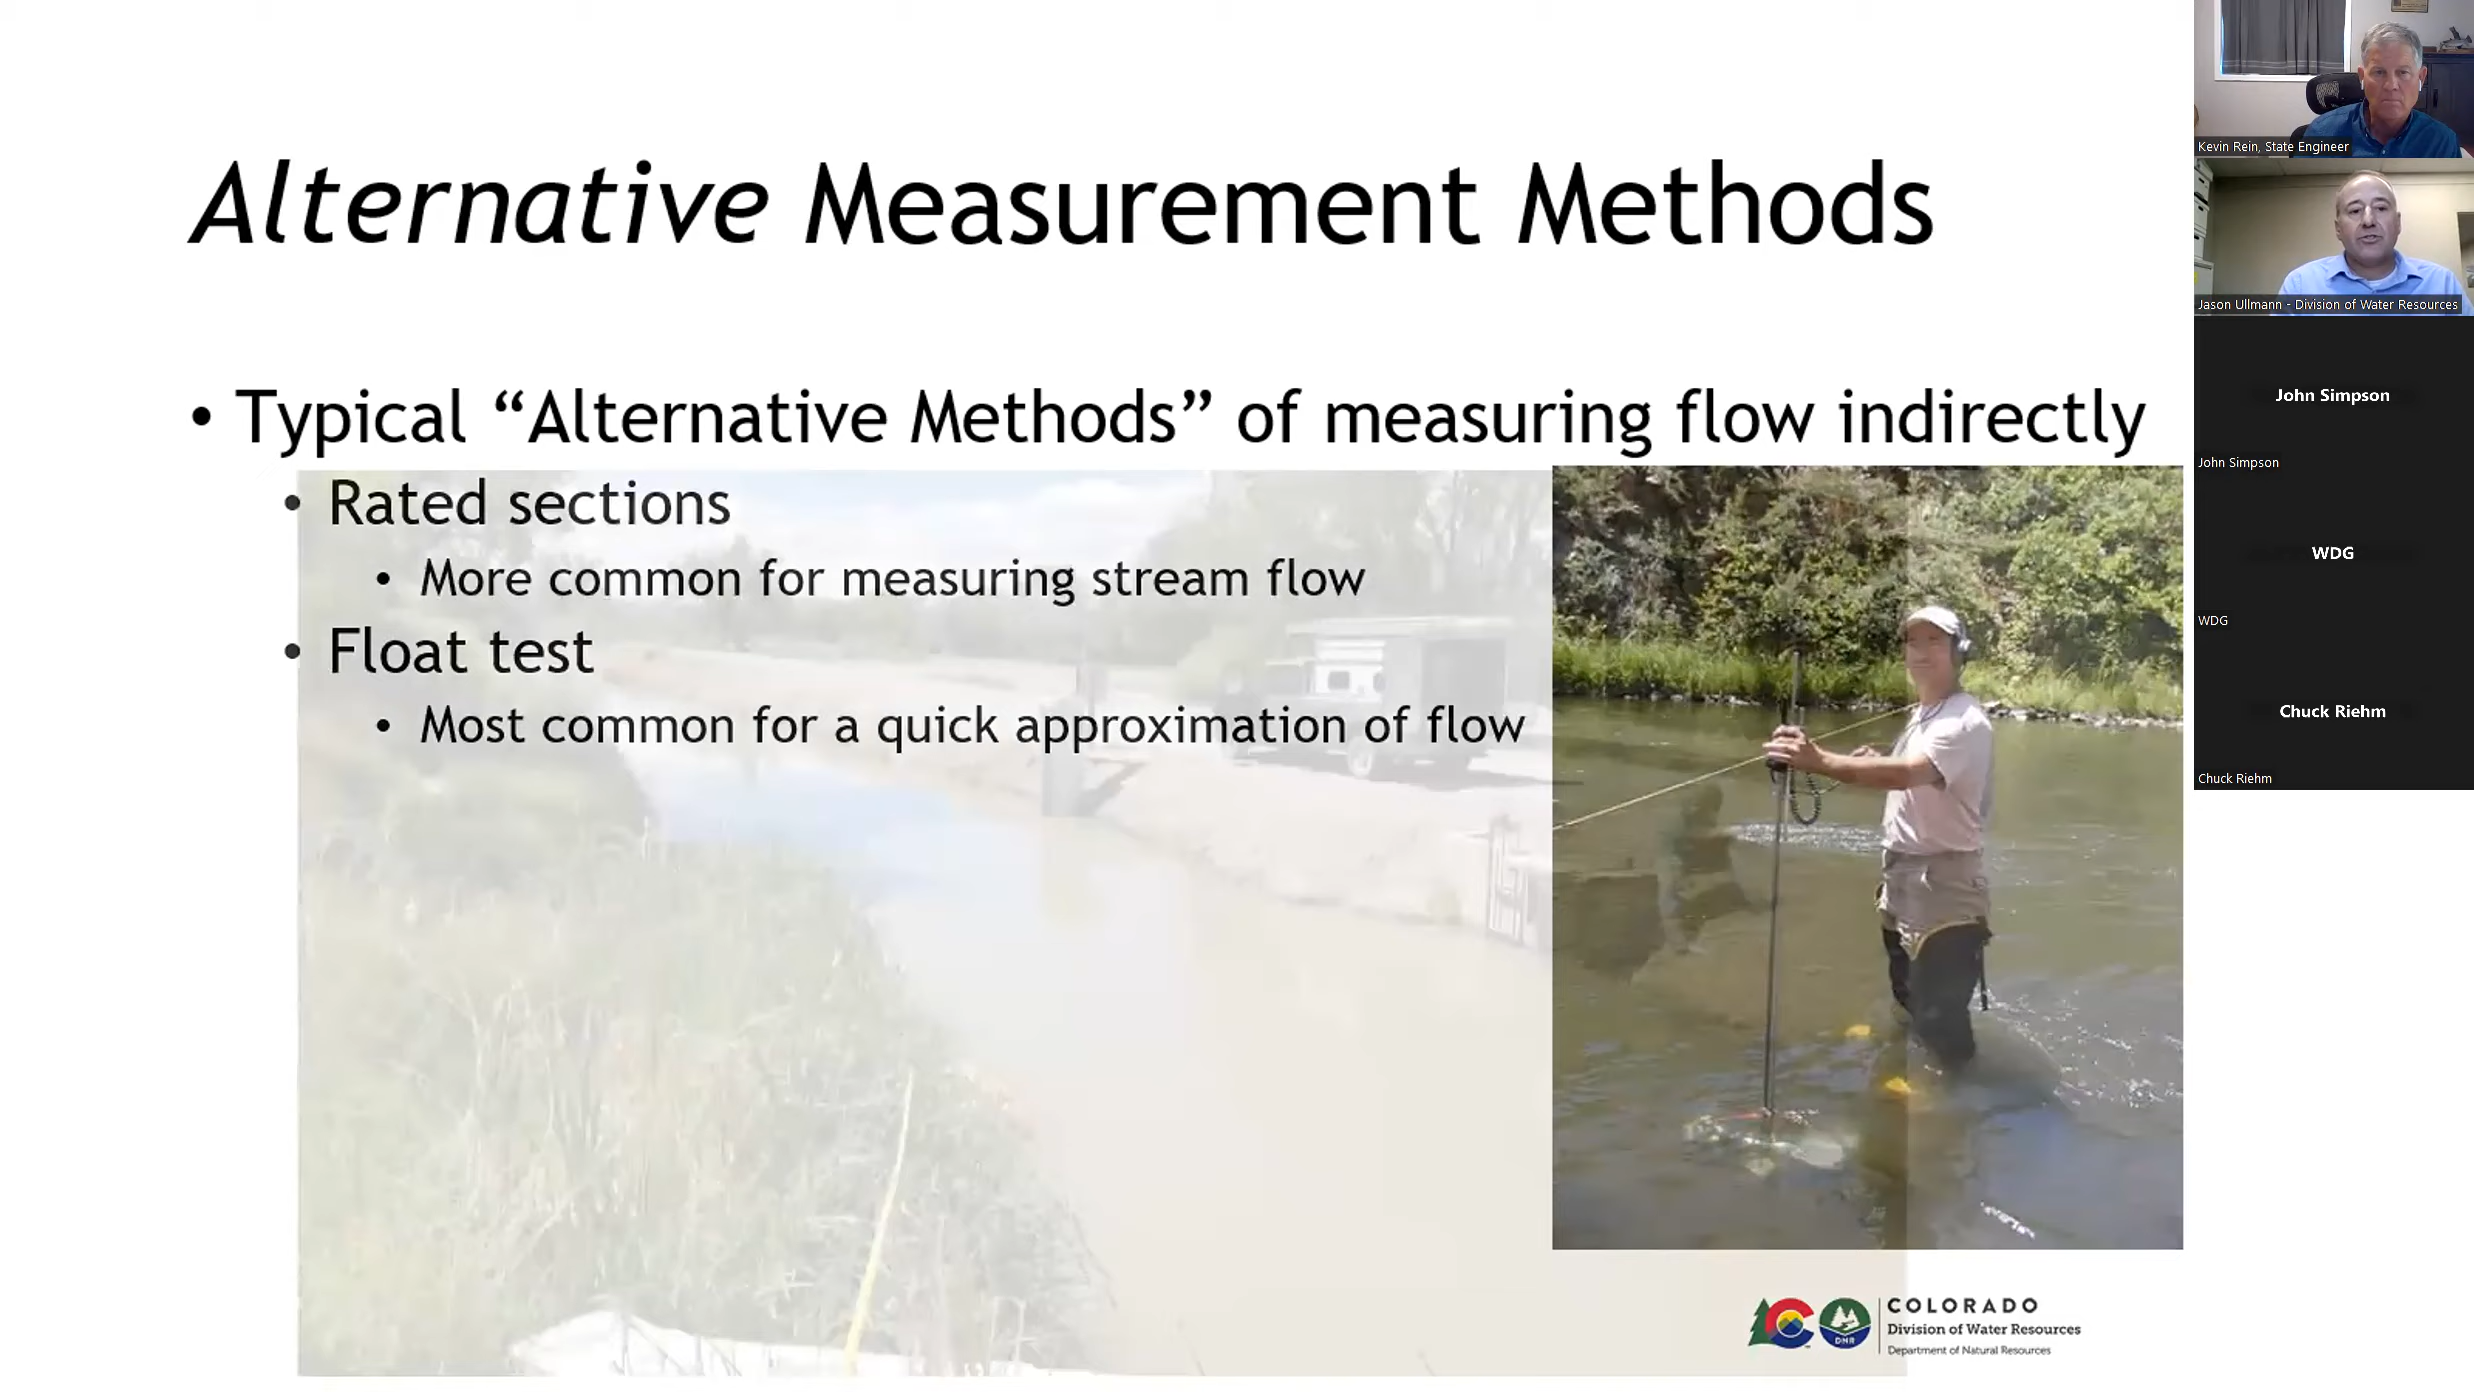 Alternative Measurement Methods
• Typical “Alternative Methods” of measuring flow indirectly
• Rated sections
• More common for measuring stream flow
• Float test
• Most common for a quick approximation of flow
COLORADO
Division of Water Resources
Department of Natural Resources
DNR
Kevin Rein, State Engineer
Jason Ullmann - Division of Water Resources
John Simpson
John Simpson
WDG
WDG
Chuck Riehm
Chuck Riehm